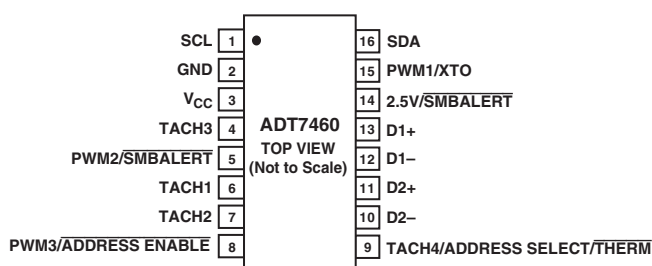 SCL 1
GND 2
VCC 3
TACH3 4
PWM2/SMBALERT 5
TACH1 6
TACH2 7
PWM3/ADDRESS ENABLE 8
ADT7460
TOP VIEW
(Not to Scale)
16 SDA
15 PWM1/XTO
14 2.5V/SMBALERT
13 D1+
12 D1–
11 D2+
10 D2–
9 TACH4/ADDRESS SELECT/THERM